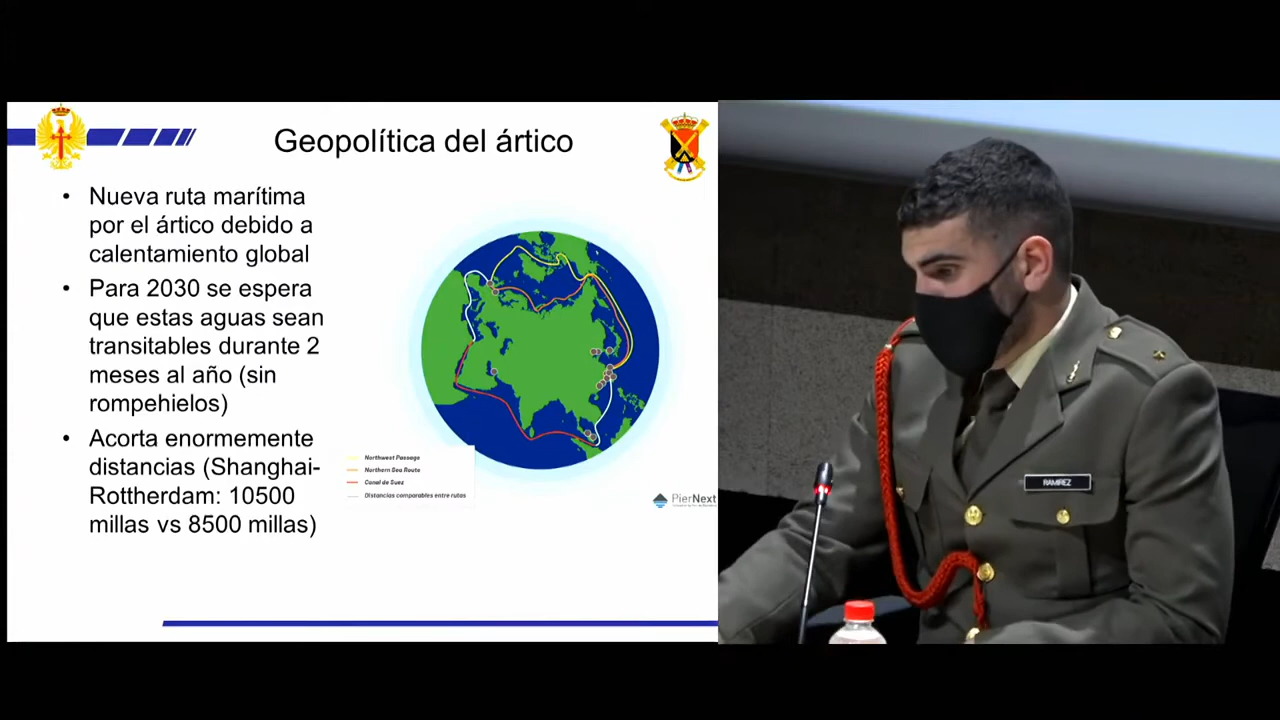 Geopolítica del ártico
• Nueva ruta marítima
por el ártico debido a
calentamiento global
• Para 2030 se espera
que estas aguas sean
transitables durante 2
meses al año (sin
rompehielos)
• Acorta enormemente
distancias (Shanghai-
Rottherdam: 10500
millas vs 8500 millas)
Northwest Passage
Northern Sea Route
Canal de Suez
Distancias comparables entre rutas
PierNext
RAMIREZ